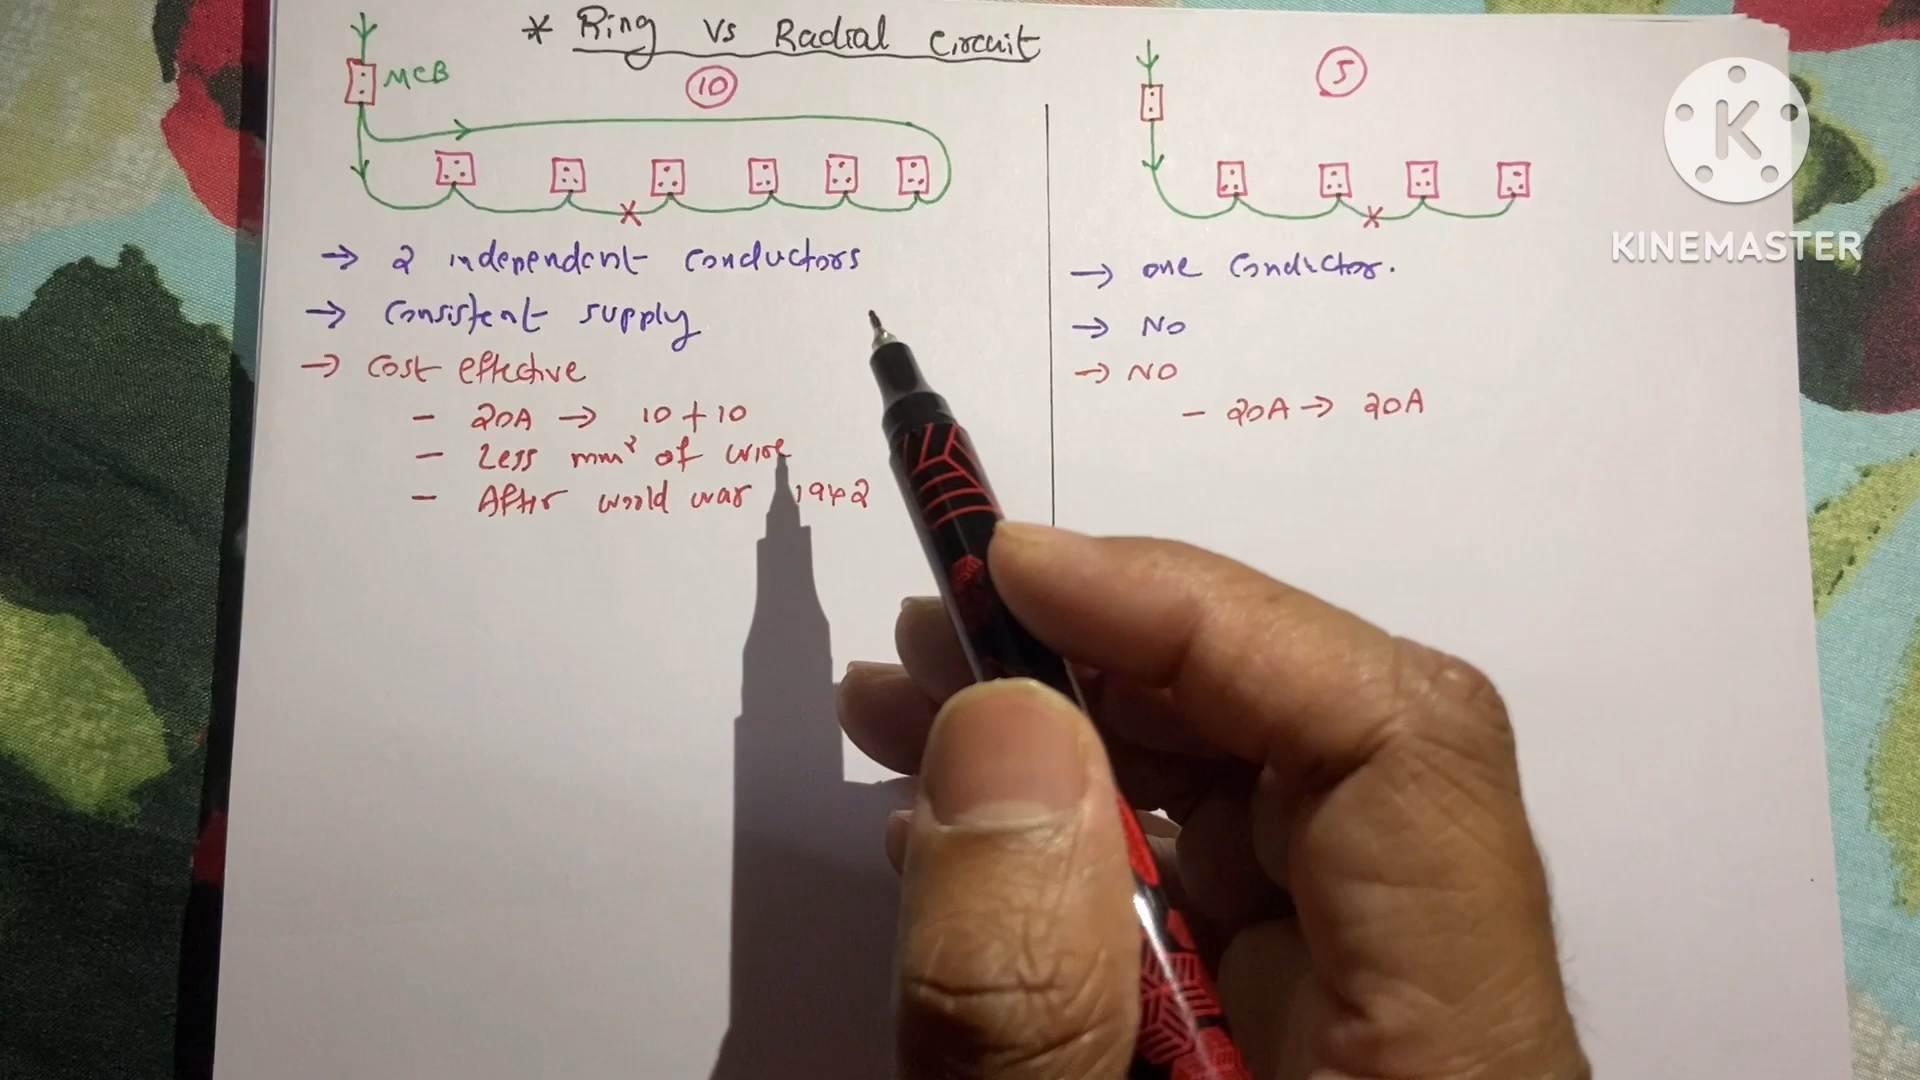 * Ring Vs Radial Circuit
MCB
10
→ 2 independent conductors
→ Consistent supply
→ Cost effective
- 20A → 10 + 10
- Less mm² of wire
- After world war 1942
5
→ one Conductor.
→ No
→ NO
- 20A → 20A
K
KINEMASTER